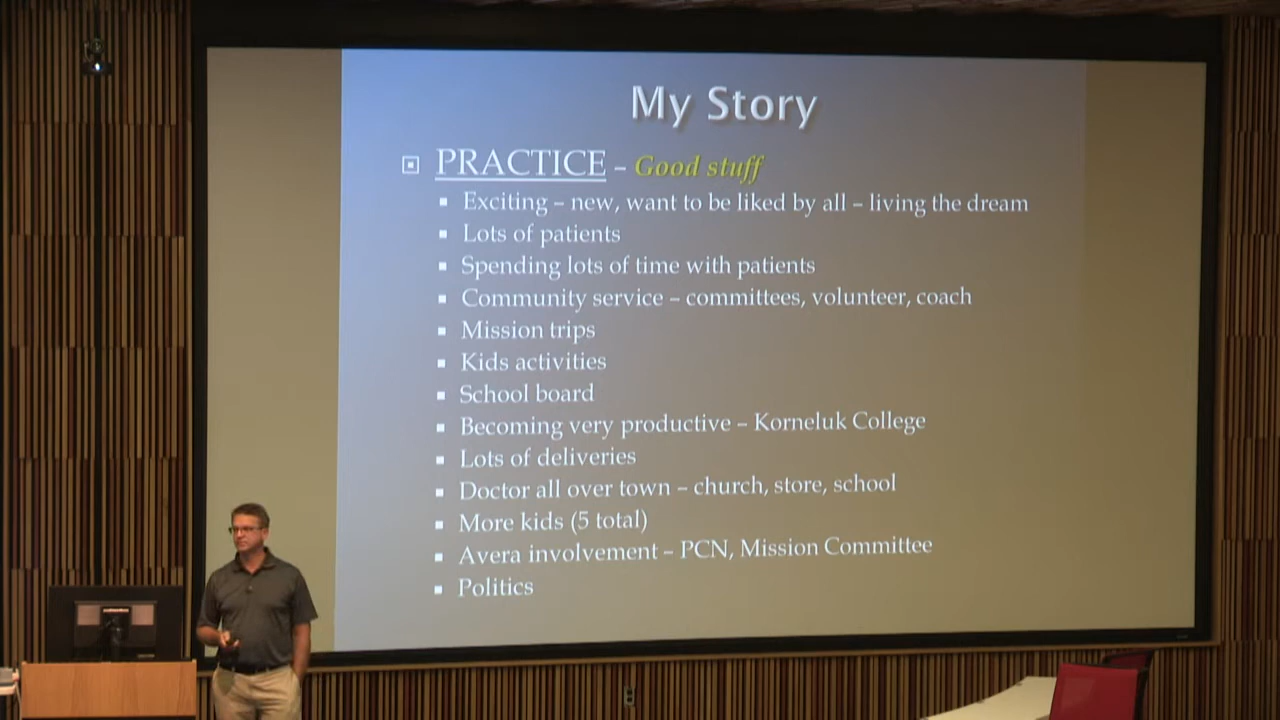 My Story
PRACTICE – Good stuff
Exciting – new, want to be liked by all – living the dream
Lots of patients
Spending lots of time with patients
Community service – committees, volunteer, coach
Mission trips
Kids activities
School board
Becoming very productive – Korneluk College
Lots of deliveries
Doctor all over town – church, store, school
More kids (5 total)
Avera involvement – PCN, Mission Committee
Politics